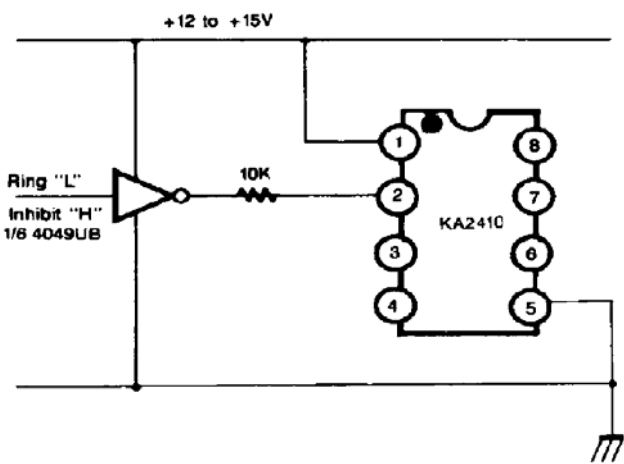 +12 to +15V
1
8
Ring "L"
10K
2
7
Inhibit "H"
1/6 4049UB
KA2410
3
6
4
5